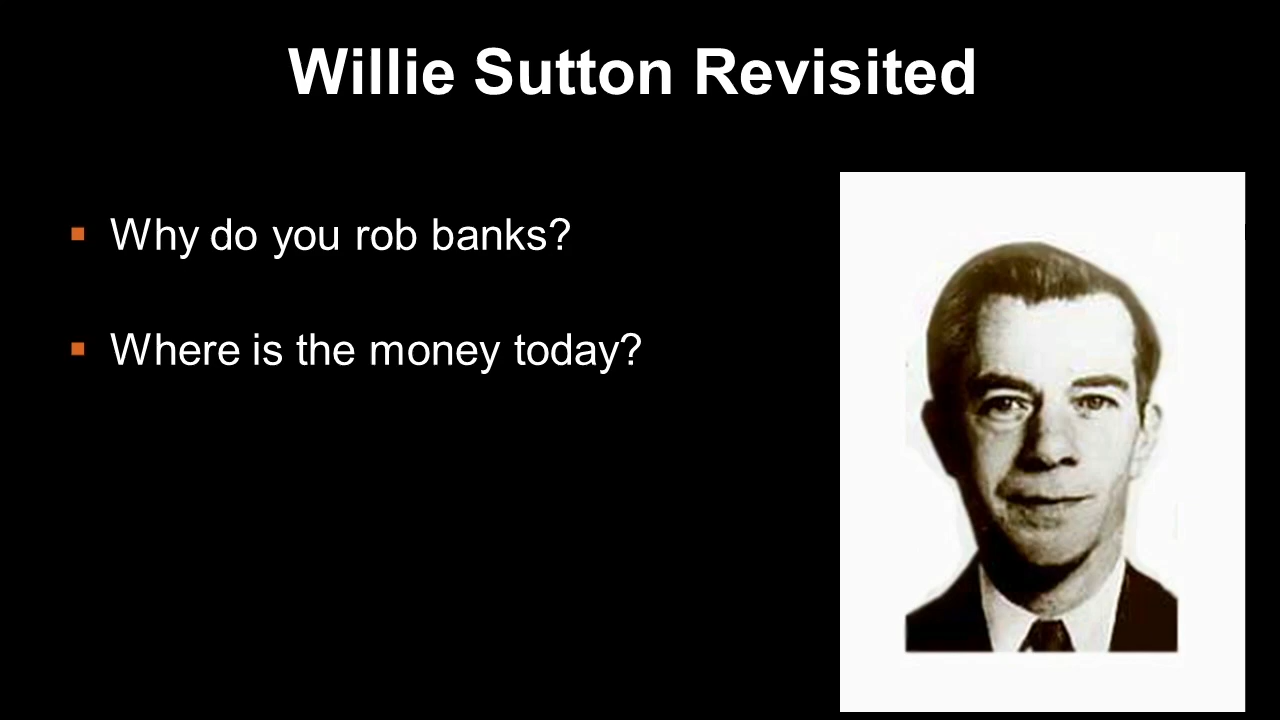 Willie Sutton Revisited
Why do you rob banks?
Where is the money today?